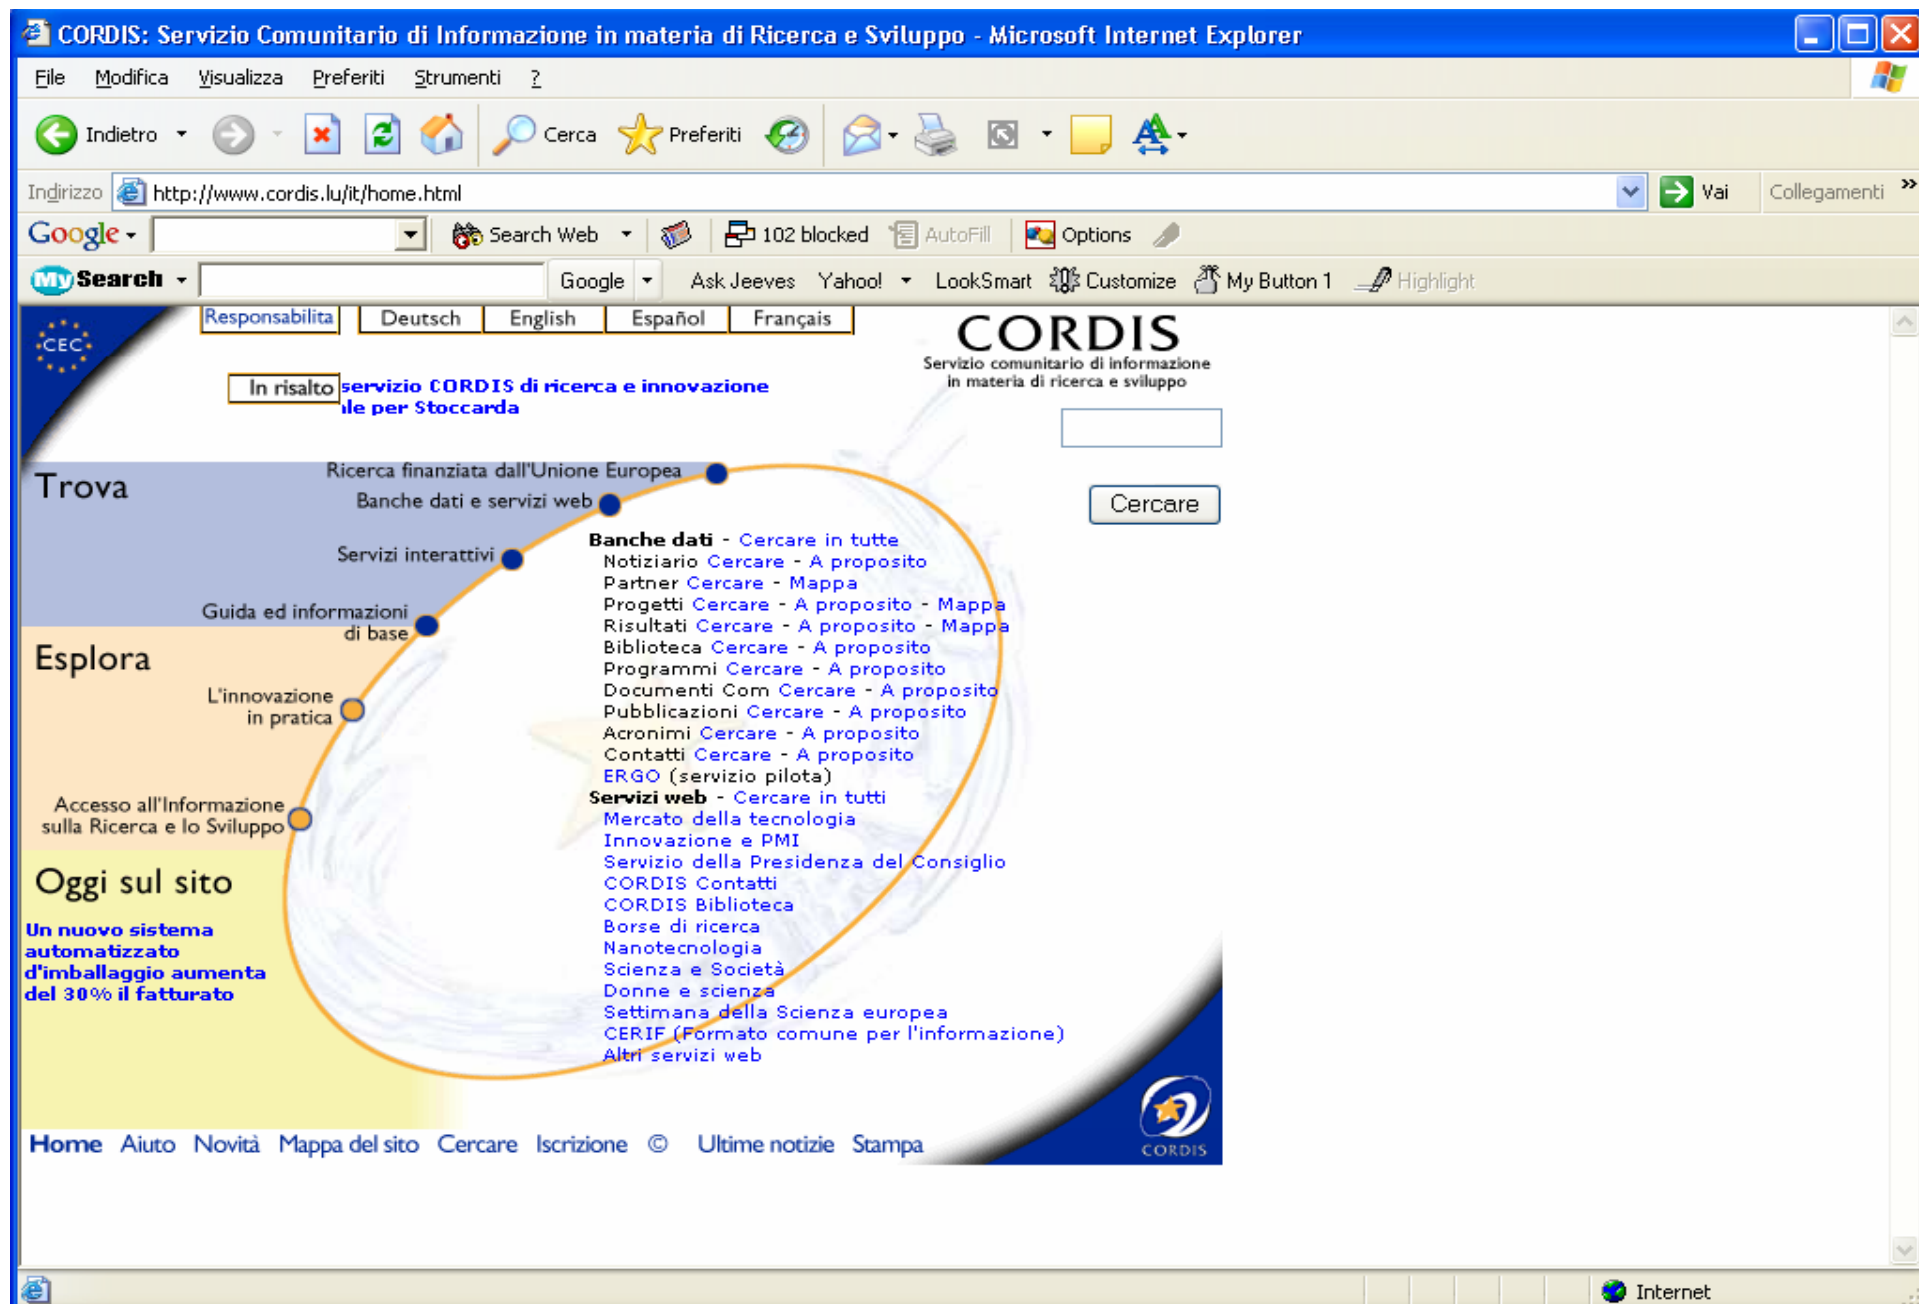 CORDIS: Servizio Comunitario di Informazione in materia di Ricerca e Sviluppo - Microsoft Internet Explorer
File Modifica Visualizza Preferiti Strumenti ?
Indietro Cerca Preferiti
Indirizzo http://www.cordis.lu/it/home.html Vai Collegamenti »
Google Search Web 102 blocked AutoFill Options
My Search Google Ask Jeeves Yahoo! LookSmart Customize My Button 1 Highlight
CEC
Responsabilita Deutsch English Español Français
CORDIS
Servizio comunitario di informazione
in materia di ricerca e sviluppo
In risalto servizio CORDIS di ricerca e innovazione
ale per Stoccarda
Cercare
Trova
Ricerca finanziata dall'Unione Europea
Banche dati e servizi web
Servizi interattivi
Guida ed informazioni
di base
Esplora
L'innovazione
in pratica
Accesso all'Informazione
sulla Ricerca e lo Sviluppo
Oggi sul sito
Un nuovo sistema
automatizzato
d'imballaggio aumenta
del 30% il fatturato
Banche dati - Cercare in tutte
Notiziario Cercare - A proposito
Partner Cercare - Mappa
Progetti Cercare - A proposito - Mappa
Risultati Cercare - A proposito - Mappa
Biblioteca Cercare - A proposito
Programmi Cercare - A proposito
Documenti Com Cercare - A proposito
Pubblicazioni Cercare - A proposito
Acronimi Cercare - A proposito
Contatti Cercare - A proposito
ERGO (servizio pilota)
Servizi web - Cercare in tutti
Mercato della tecnologia
Innovazione e PMI
Servizio della Presidenza del Consiglio
CORDIS Contatti
CORDIS Biblioteca
Borse di ricerca
Nanotecnologia
Scienza e Società
Donne e scienza
Settimana della Scienza europea
CERIF (Formato comune per l'informazione)
Altri servizi web
CORDIS
Home Aiuto Novità Mappa del sito Cercare Iscrizione © Ultime notizie Stampa
Internet